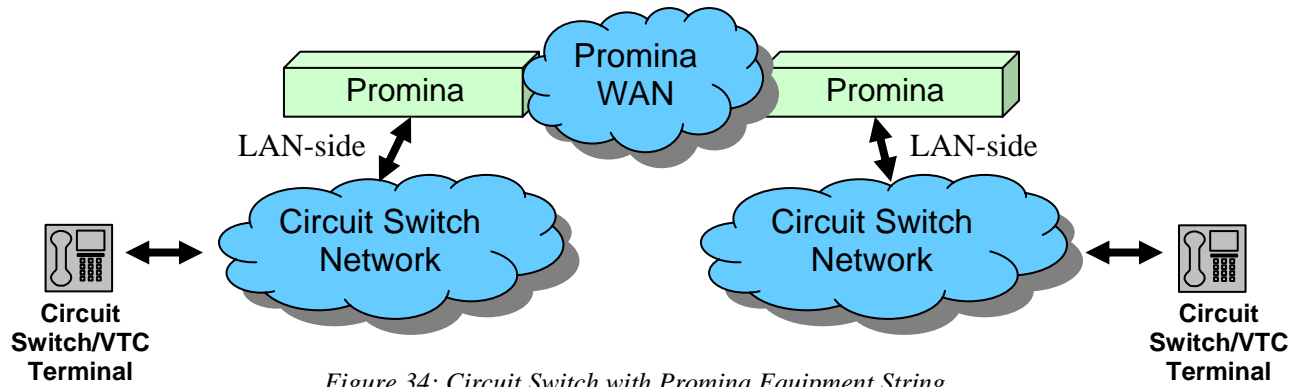 Promina
WAN
Promina
Promina
LAN-side
LAN-side
Circuit Switch
Network
Circuit Switch
Network
Circuit
Switch/VTC
Terminal
Circuit
Switch/VTC
Terminal
Figure 34: Circuit Switch with Promina Equipment String